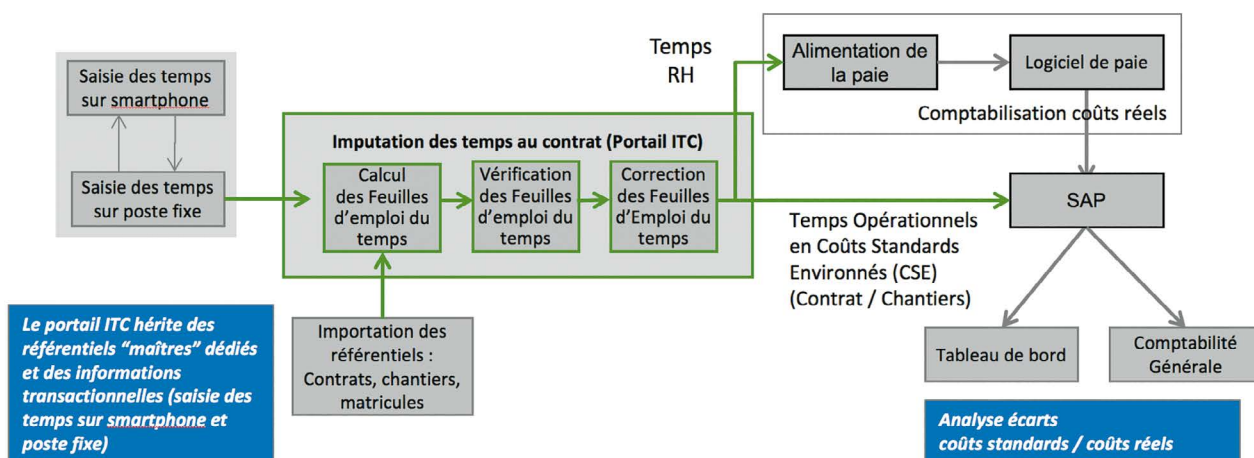 Saisie des temps
sur smartphone
Saisie des temps
sur poste fixe
Imputation des temps au contrat (Portail ITC)
Calcul
des Feuilles
d'emploi du
temps
Vérification
des Feuilles
d'emploi du
temps
Correction
des Feuilles
d'Emploi du
temps
Importation des
référentiels :
Contrats, chantiers,
matricules
Temps
RH
Alimentation de
la paie
Logiciel de paie
Comptabilisation coûts réels
SAP
Temps Opérationnels
en Coûts Standards
Environnés (CSE)
(Contrat / Chantiers)
Tableau de bord
Comptabilité
Générale
Le portail ITC hérite des
référentiels “maîtres” dédiés
et des informations
transactionnelles (saisie des
temps sur smartphone et
poste fixe)
Analyse écarts
coûts standards / coûts réels